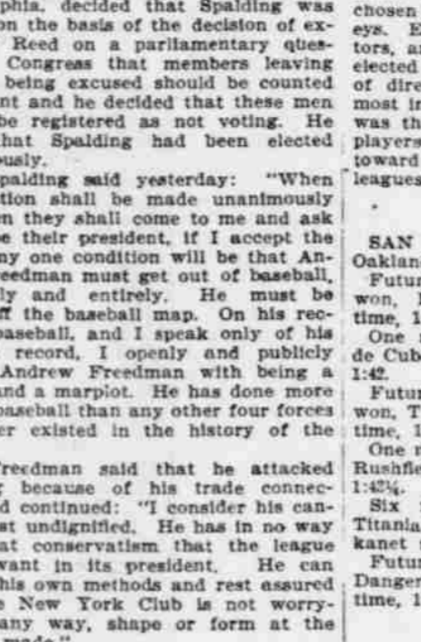 phia, decided that Spalding was
on the basis of the decision of ex-
Reed on a parliamentary ques-
Congress that members leaving
being excused should be counted
nt and he decided that these men
be registered as not voting. He
that Spalding had been elected
ously.
palding said yesterday: "When
tion shall be made unanimously
n they shall come to me and ask
e their president, if I accept the
ny one condition will be that An-
reedman must get out of baseball,
ly and entirely. He must be
ff the baseball map. On his rec-
baseball, and I speak only of his
record, I openly and publicly
Andrew Freedman with being a
and a marplot. He has done more
baseball than any other four forces
er existed in the history of the
reedman said that he attacked
g because of his trade connec-
d continued: "I consider his can-
st undignified. He has in no way
at conservatism that the league
want in its president. He can
his own methods and rest assured
e New York Club is not worry-
any way, shape or form at the
made."
chosen
eys. E
tors, a
elected
of dire
most in
was th
players
toward
leagues
SAN
Oaklan
Futur
won, 
time, 1
One
de Cub
1:42.
Futur
won, T
time, 1
One m
Rushfie
1:42¼.
Six
Titania
kanet
Futur
Danger
time, 1